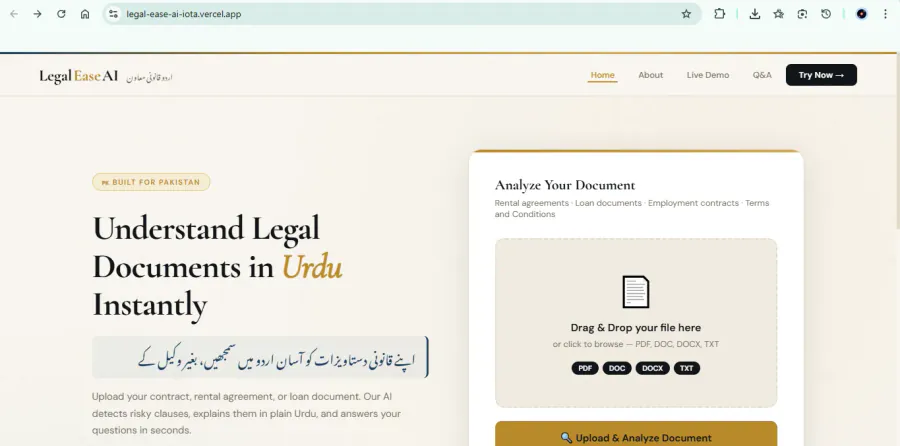 legal-ease-ai-iota.vercel.app
LegalEase AI اردو قانونی معاون
Home About Live Demo Q&A Try Now →
PK BUILT FOR PAKISTAN
Understand Legal
Documents in Urdu
Instantly
اپنے قانونی دستاویزات کو آسان اردو میں سمجھیں، بغیر وکیل کے
Upload your contract, rental agreement, or loan document. Our AI
detects risky clauses, explains them in plain Urdu, and answers your
questions in seconds.
Analyze Your Document
Rental agreements · Loan documents · Employment contracts · Terms
and Conditions
Drag & Drop your file here
or click to browse — PDF, DOC, DOCX, TXT
PDF DOC DOCX TXT
Upload & Analyze Document